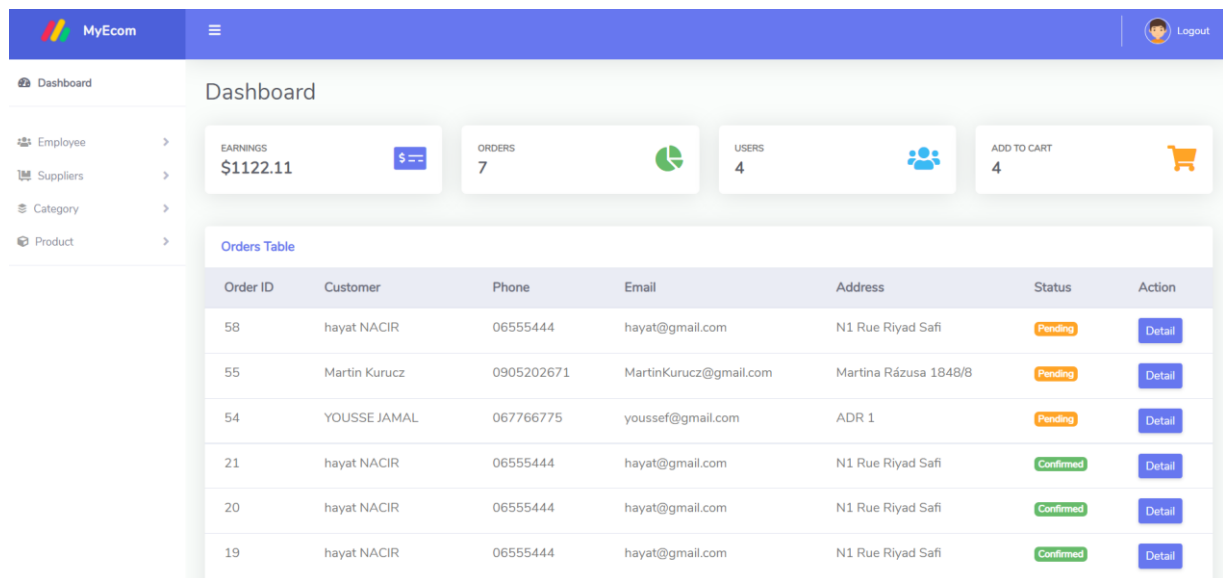 MyEcom
Logout
Dashboard
Employee
Suppliers
Category
Product
Dashboard
EARNINGS
$1122.11
ORDERS
7
USERS
4
ADD TO CART
4
Orders Table
Order ID Customer Phone Email Address Status Action
58 hayat NACIR 06555444 hayat@gmail.com N1 Rue Riyad Safi Pending Detail
55 Martin Kurucz 0905202671 MartinKurucz@gmail.com Martina Rázusa 1848/8 Pending Detail
54 YOUSSE JAMAL 067766775 youssef@gmail.com ADR 1 Pending Detail
21 hayat NACIR 06555444 hayat@gmail.com N1 Rue Riyad Safi Confirmed Detail
20 hayat NACIR 06555444 hayat@gmail.com N1 Rue Riyad Safi Confirmed Detail
19 hayat NACIR 06555444 hayat@gmail.com N1 Rue Riyad Safi Confirmed Detail